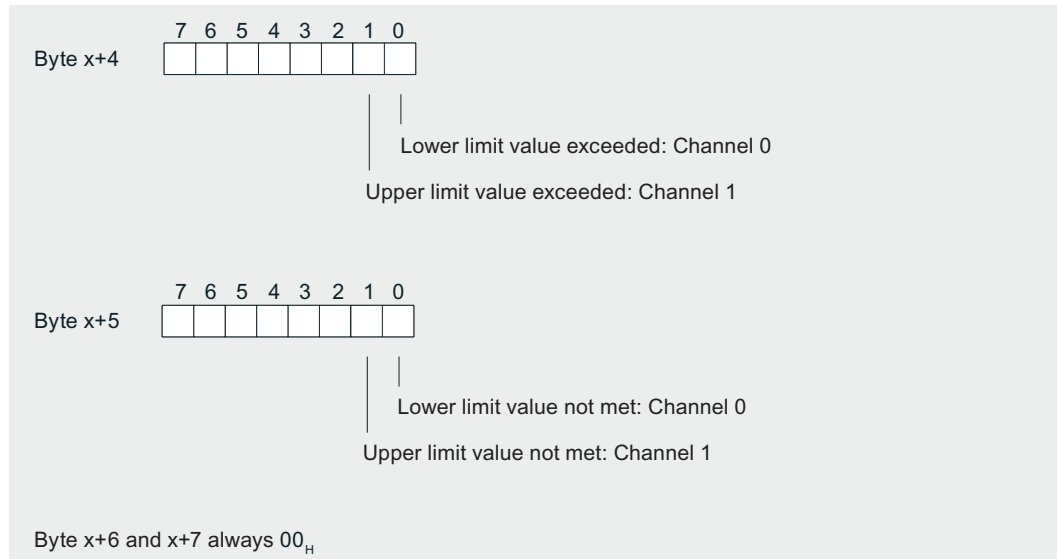 7 6 5 4 3 2 1 0
Byte x+4
Lower limit value exceeded: Channel 0
Upper limit value exceeded: Channel 1
7 6 5 4 3 2 1 0
Byte x+5
Lower limit value not met: Channel 0
Upper limit value not met: Channel 1
Byte x+6 and x+7 always 00H